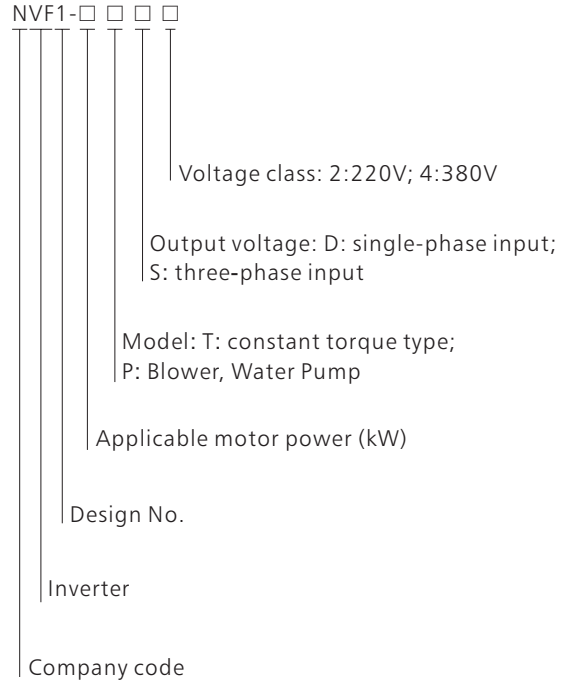 NVF1-□ □ □ □
Voltage class: 2:220V; 4:380V
Output voltage: D: single-phase input;
S: three-phase input
Model: T: constant torque type;
P: Blower, Water Pump
Applicable motor power (kW)
Design No.
Inverter
Company code